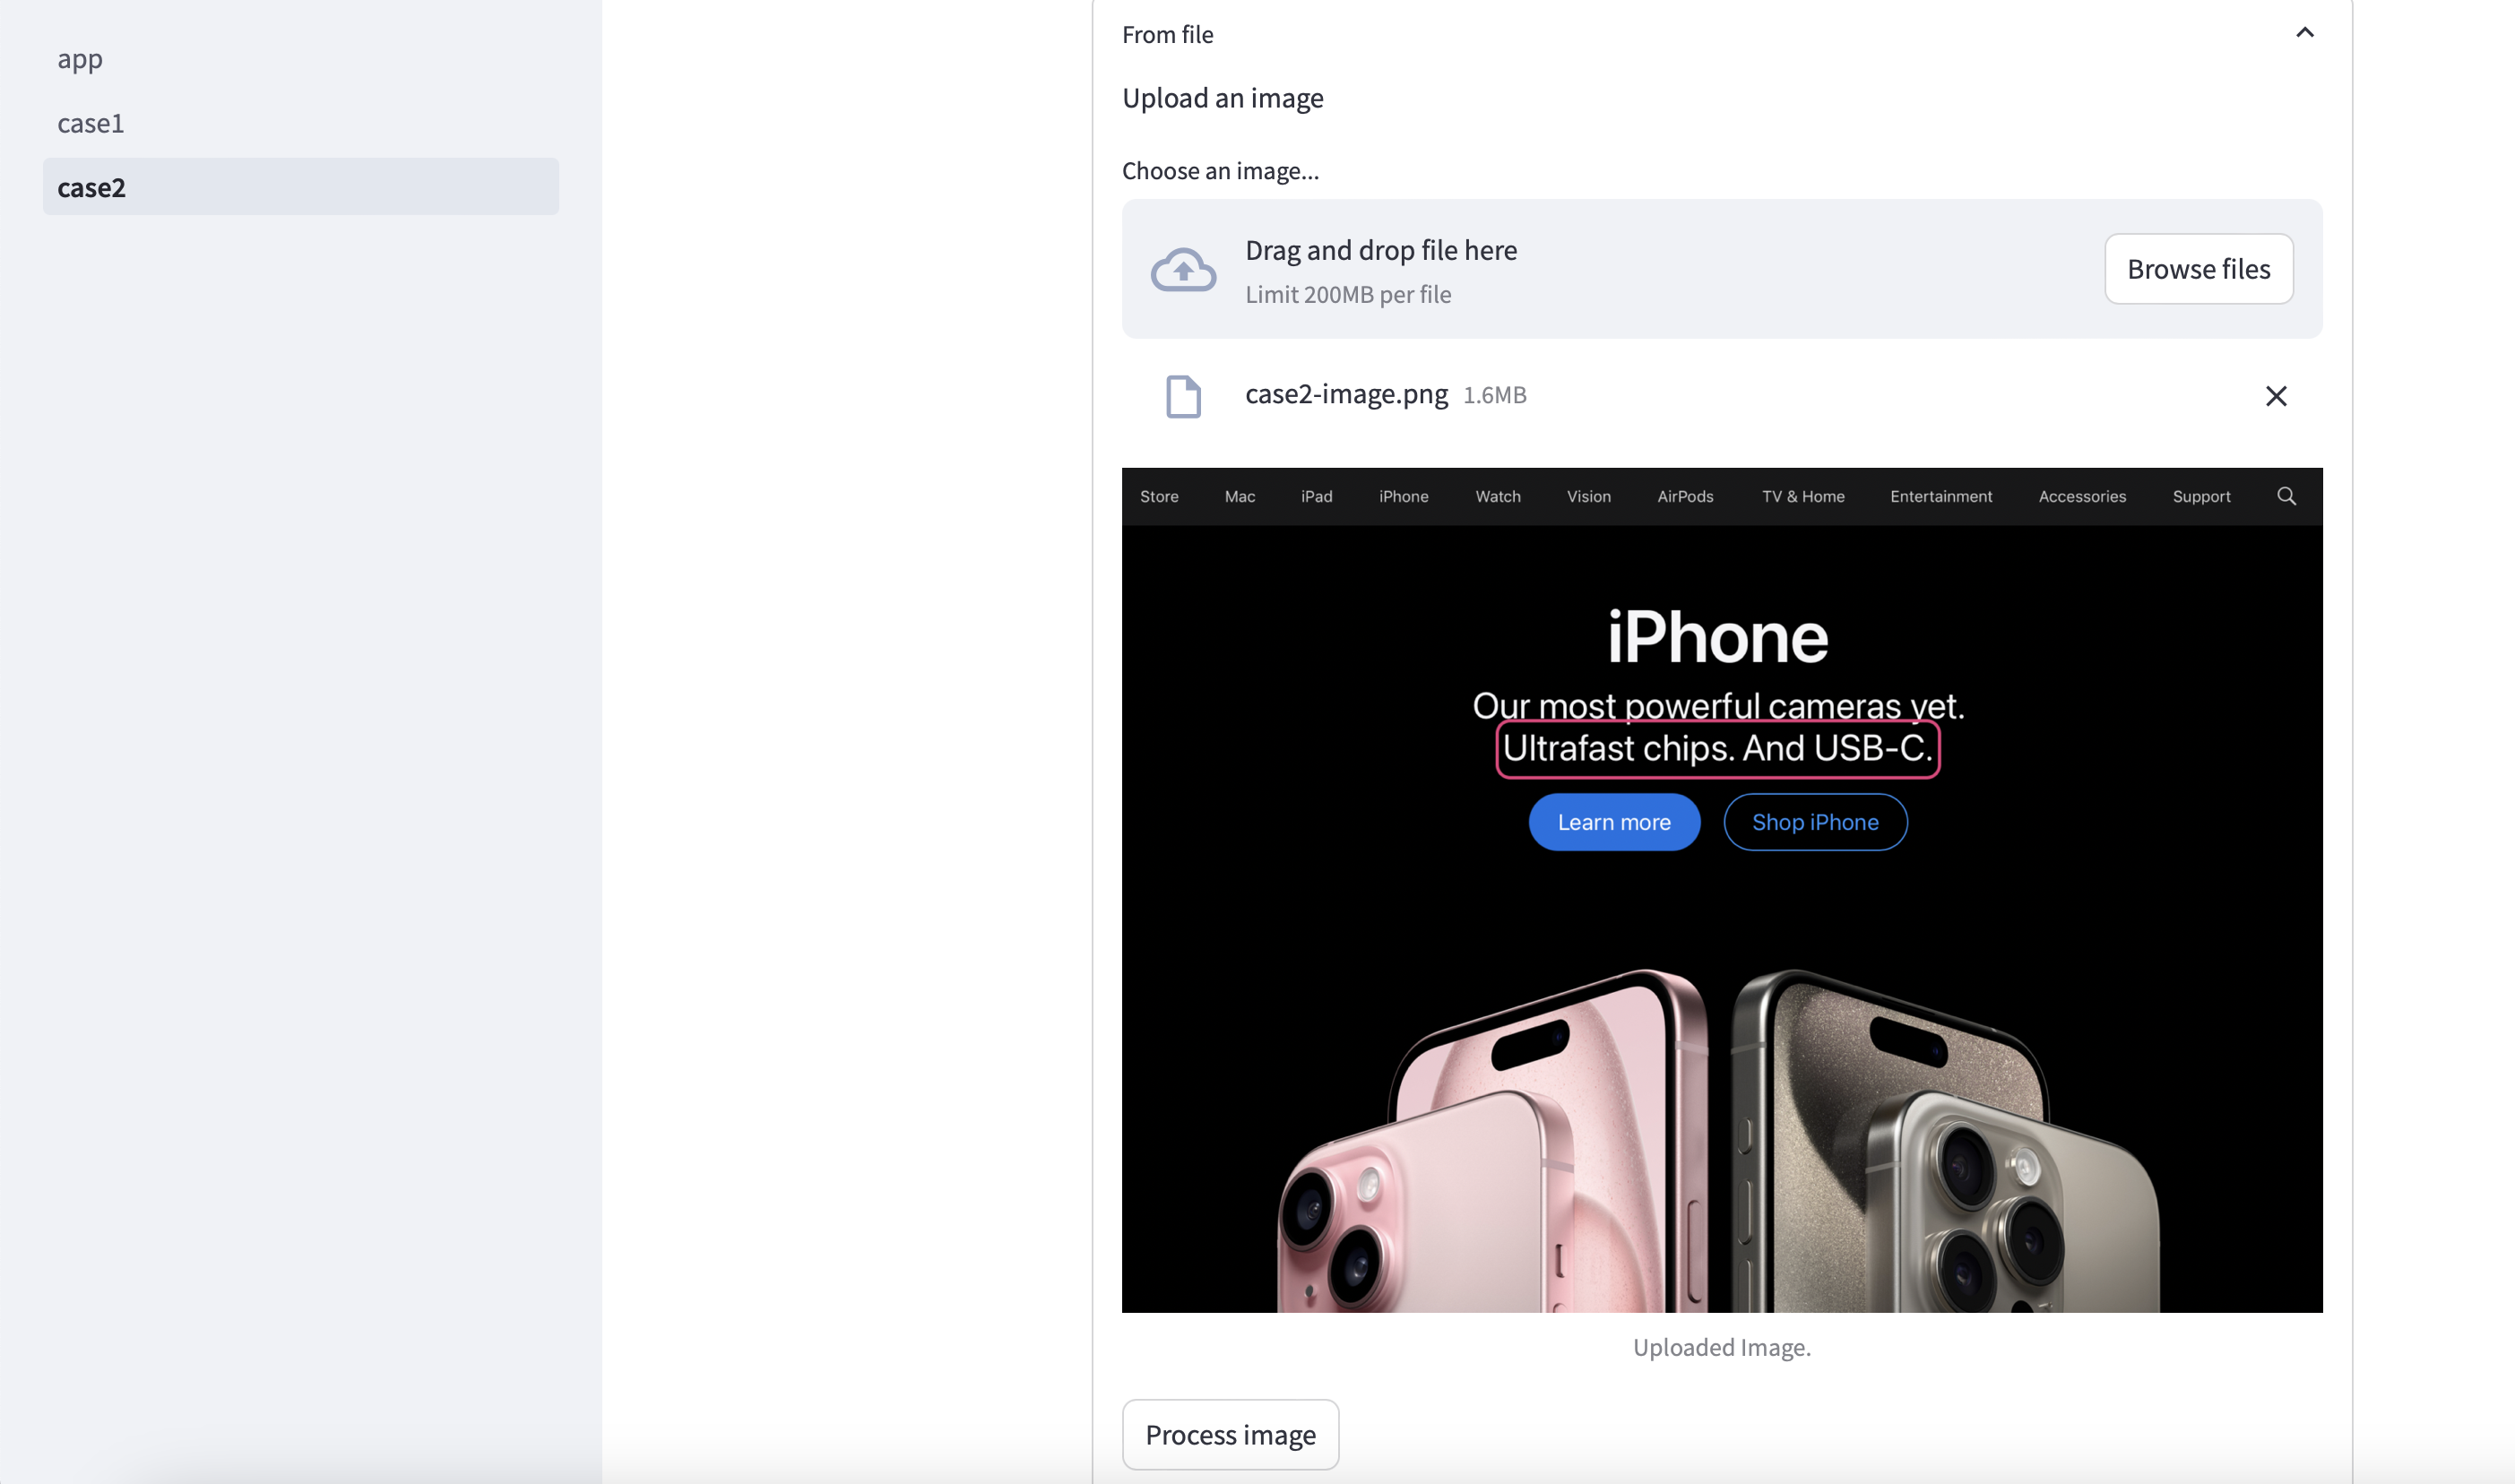 app
case1
case2
From file
Upload an image
Choose an image...
Drag and drop file here
Limit 200MB per file
Browse files
case2-image.png 1.6MB
Store Mac iPad iPhone Watch Vision AirPods TV & Home Entertainment Accessories Support
iPhone
Our most powerful cameras yet.
Ultrafast chips. And USB-C.
Learn more Shop iPhone
Uploaded Image.
Process image